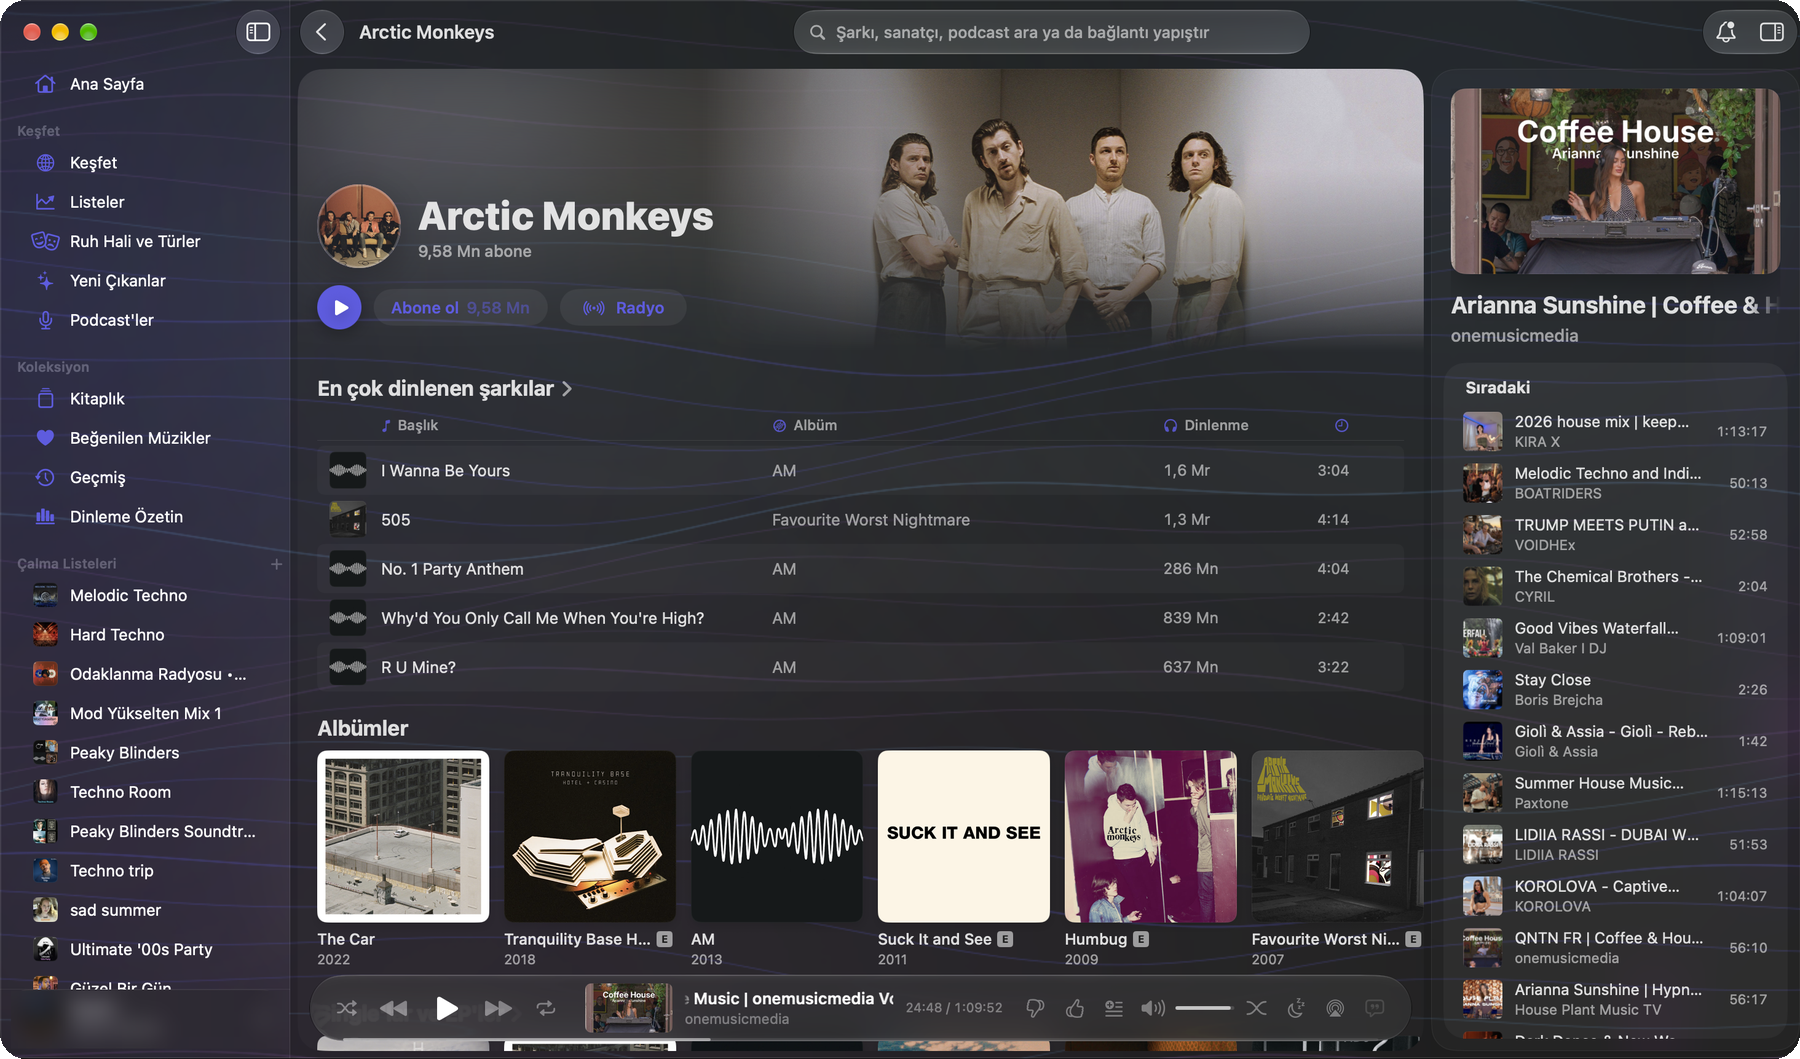 Arctic Monkeys
Şarkı, sanatçı, podcast ara ya da bağlantı yapıştır
Ana Sayfa
Keşfet
Keşfet
Listeler
Ruh Hali ve Türler
Yeni Çıkanlar
Podcast'ler
Koleksiyon
Kitaplık
Beğenilen Müzikler
Geçmiş
Dinleme Özetin
Çalma Listeleri
Melodic Techno
Hard Techno
Odaklanma Radyosu •...
Mod Yükselten Mix 1
Peaky Blinders
Techno Room
Peaky Blinders Soundtr...
Techno trip
sad summer
Ultimate '00s Party
Güzel Bir Gün
Arctic Monkeys
9,58 Mn abone
Abone ol 9,58 Mn
Radyo
En çok dinlenen şarkılar
Başlık Albüm Dinlenme
I Wanna Be Yours AM 1,6 Mr 3:04
505 Favourite Worst Nightmare 1,3 Mr 4:14
No. 1 Party Anthem AM 286 Mn 4:04
Why'd You Only Call Me When You're High? AM 839 Mn 2:42
R U Mine? AM 637 Mn 3:22
Albümler
TRANQUILITY BASE
HOTEL + CASINO
SUCK IT AND SEE
Arctic
monkeys
ARCTIC
MONKEYS
The Car
2022
Tranquility Base H... E
2018
AM
2013
Suck It and See E
2011
Humbug E
2009
Favourite Worst Ni... E
2007
Coffee House
Arianna Sunshine
Music | onemusicmedia
onemusicmedia
24:48 / 1:09:52
Coffee House
Arianna Sunshine
Arianna Sunshine | Coffee &
onemusicmedia
Sıradaki
2026 house mix | keep...
KIRA X
1:13:17
Melodic Techno and Indi...
BOATRIDERS
50:13
TRUMP MEETS PUTIN a...
VOIDHEx
52:58
The Chemical Brothers -...
CYRIL
2:04
Good Vibes Waterfall...
Val Baker I DJ
1:09:01
Stay Close
Boris Brejcha
2:26
Giolì & Assia - Giolì - Reb...
Giolì & Assia
1:42
Summer House Music...
Paxtone
1:15:13
LIDIIA RASSI - DUBAI W...
LIDIIA RASSI
51:53
KOROLOVA - Captive...
KOROLOVA
1:04:07
QNTN FR | Coffee & Hou...
onemusicmedia
56:10
Arianna Sunshine | Hypn...
House Plant Music TV
56:17